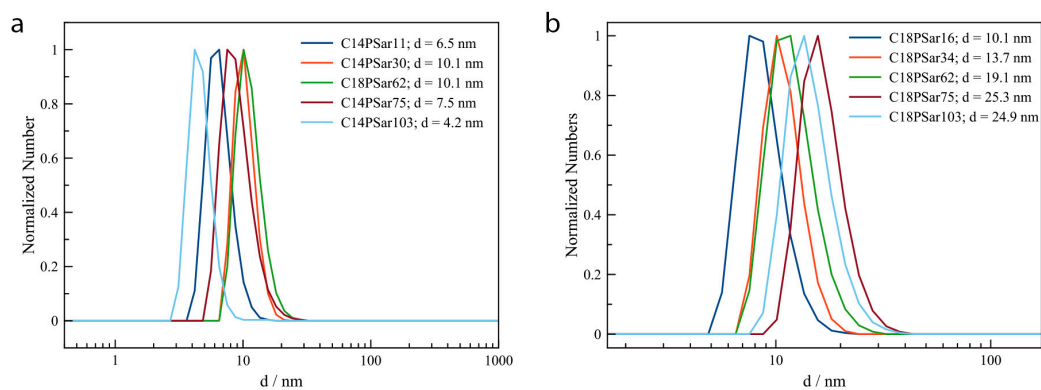 a
Normalized Number
1
0.8
0.6
0.4
0.2
0
C14PSar11; d = 6.5 nm
C14PSar30; d = 10.1 nm
C18PSar62; d = 10.1 nm
C14PSar75; d = 7.5 nm
C14PSar103; d = 4.2 nm
1 10 100 1000
d / nm
b
Normalized Numbers
1
0.8
0.6
0.4
0.2
0
C18PSar16; d = 10.1 nm
C18PSar34; d = 13.7 nm
C18PSar62; d = 19.1 nm
C18PSar75; d = 25.3 nm
C18PSar103; d = 24.9 nm
10 100
d / nm